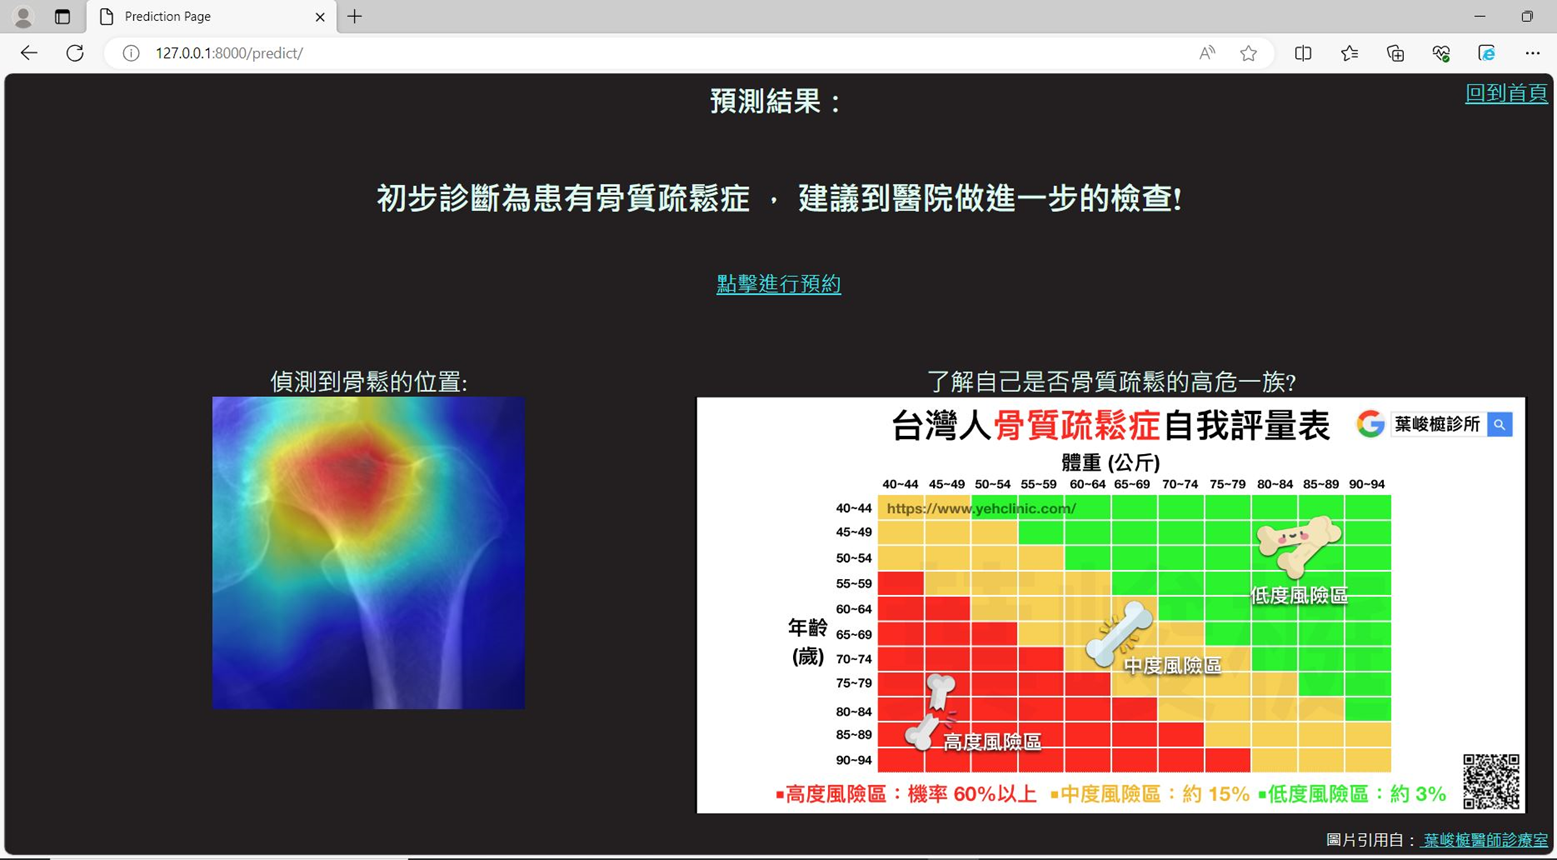 Prediction Page
127.0.0.1:8000/predict/
回到首頁
預測結果：
初步診斷為患有骨質疏鬆症 ， 建議到醫院做進一步的檢查!
點擊進行預約
偵測到骨鬆的位置:
了解自己是否骨質疏鬆的高危一族?
台灣人骨質疏鬆症自我評量表
葉峻榳診所
體重 (公斤)
40~44 45~49 50~54 55~59 60~64 65~69 70~74 75~79 80~84 85~89 90~94
https://www.yehclinic.com/
年齡
(歲)
40~44
45~49
50~54
55~59
60~64
65~69
70~74
75~79
80~84
85~89
90~94
低度風險區
中度風險區
高度風險區
▪高度風險區：機率 60%以上 ▪中度風險區：約 15% ▪低度風險區：約 3%
圖片引用自： 葉峻榳醫師診療室